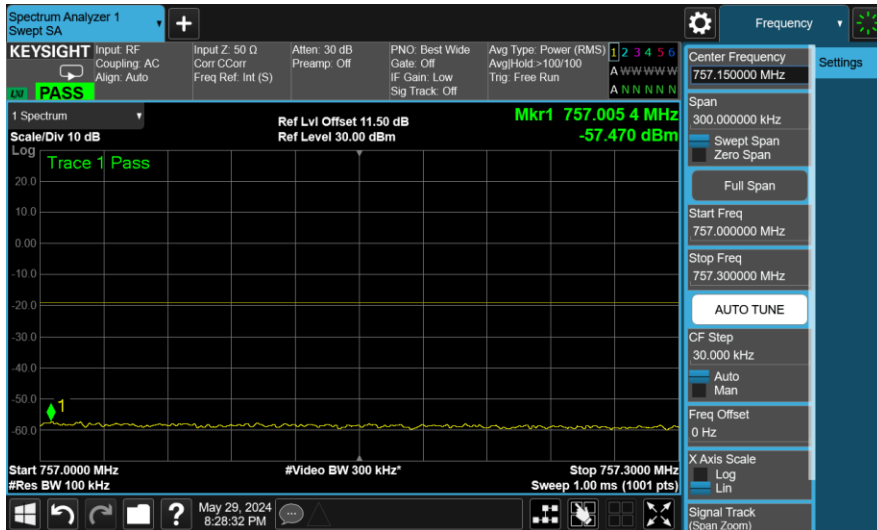 Spectrum Analyzer 1
Swept SA
Frequency
KEYSIGHT
Input: RF
Coupling: AC
Align: Auto
Input Z: 50 Ω
Corr CCorr
Freq Ref: Int (S)
Atten: 30 dB
Preamp: Off
PNO: Best Wide
Gate: Off
IF Gain: Low
Sig Track: Off
Avg Type: Power (RMS)
Avg|Hold:>100/100
Trig: Free Run
1 2 3 4 5 6
A W W W W W
A N N N N N
LXI
PASS
1 Spectrum
Scale/Div 10 dB
Ref Lvl Offset 11.50 dB
Ref Level 30.00 dBm
Mkr1 757.005 4 MHz
-57.470 dBm
Log
Trace 1 Pass
20.0
10.0
0.00
-10.0
-20.0
-30.0
-40.0
-50.0
-60.0
1
Start 757.0000 MHz
#Res BW 100 kHz
#Video BW 300 kHz*
Stop 757.3000 MHz
Sweep 1.00 ms (1001 pts)
?
May 29, 2024
8:28:32 PM
Center Frequency
757.150000 MHz
Settings
Span
300.000000 kHz
Swept Span
Zero Span
Full Span
Start Freq
757.000000 MHz
Stop Freq
757.300000 MHz
AUTO TUNE
CF Step
30.000 kHz
Auto
Man
Freq Offset
0 Hz
X Axis Scale
Log
Lin
Signal Track
(Span Zoom)